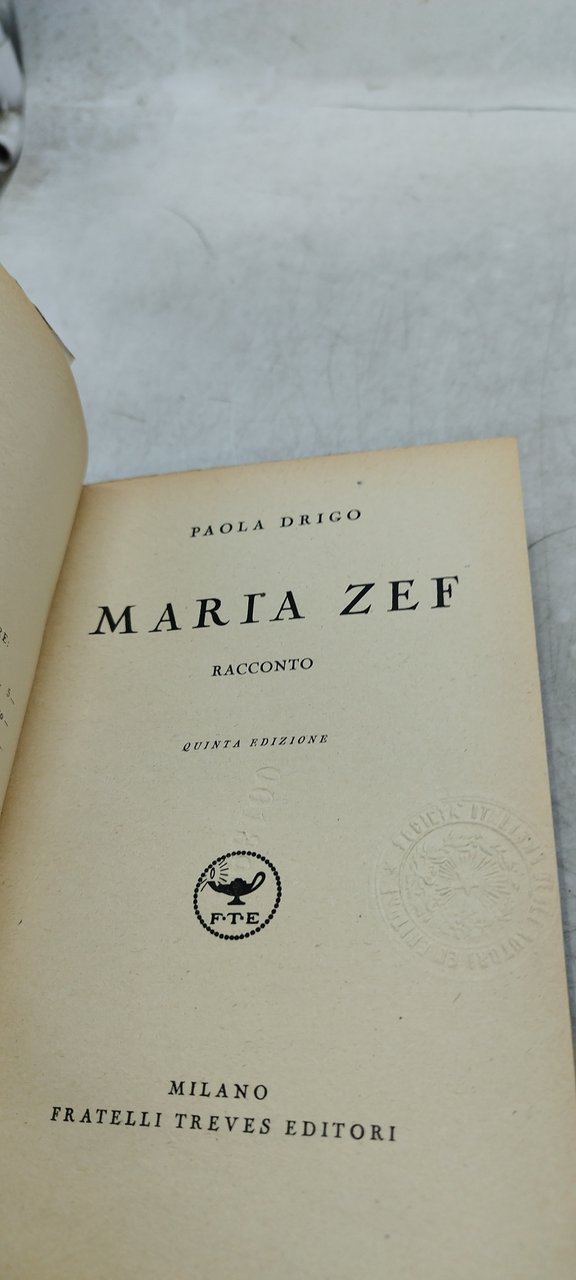 PAOLA DRIGO
MARIA ZEF
RACCONTO
QUINTA EDIZIONE
F·T·E
MILANO
FRATELLI TREVES EDITORI